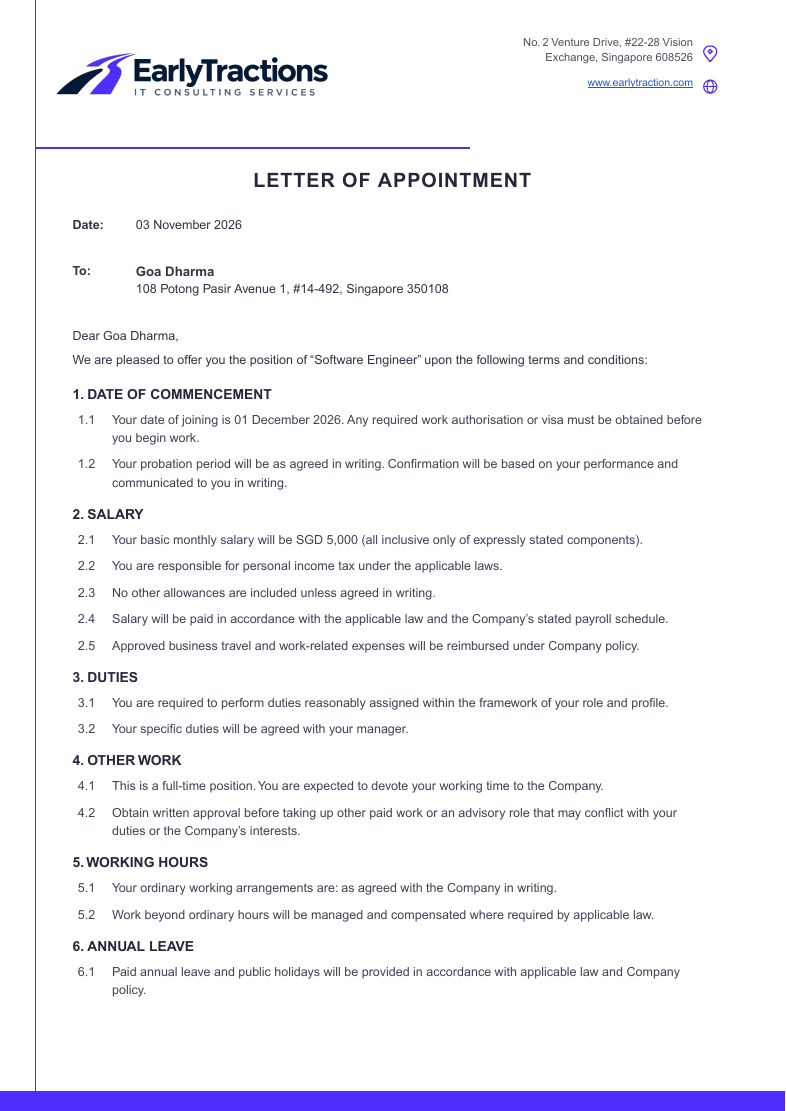 EarlyTractions
IT CONSULTING SERVICES
No. 2 Venture Drive, #22-28 Vision
Exchange, Singapore 608526
www.earlytraction.com
LETTER OF APPOINTMENT
Date: 03 November 2026
To: Goa Dharma
108 Potong Pasir Avenue 1, #14-492, Singapore 350108
Dear Goa Dharma,
We are pleased to offer you the position of “Software Engineer” upon the following terms and conditions:
1. DATE OF COMMENCEMENT
1.1 Your date of joining is 01 December 2026. Any required work authorisation or visa must be obtained before
you begin work.
1.2 Your probation period will be as agreed in writing. Confirmation will be based on your performance and
communicated to you in writing.
2. SALARY
2.1 Your basic monthly salary will be SGD 5,000 (all inclusive only of expressly stated components).
2.2 You are responsible for personal income tax under the applicable laws.
2.3 No other allowances are included unless agreed in writing.
2.4 Salary will be paid in accordance with the applicable law and the Company’s stated payroll schedule.
2.5 Approved business travel and work-related expenses will be reimbursed under Company policy.
3. DUTIES
3.1 You are required to perform duties reasonably assigned within the framework of your role and profile.
3.2 Your specific duties will be agreed with your manager.
4. OTHER WORK
4.1 This is a full-time position. You are expected to devote your working time to the Company.
4.2 Obtain written approval before taking up other paid work or an advisory role that may conflict with your
duties or the Company’s interests.
5. WORKING HOURS
5.1 Your ordinary working arrangements are: as agreed with the Company in writing.
5.2 Work beyond ordinary hours will be managed and compensated where required by applicable law.
6. ANNUAL LEAVE
6.1 Paid annual leave and public holidays will be provided in accordance with applicable law and Company
policy.